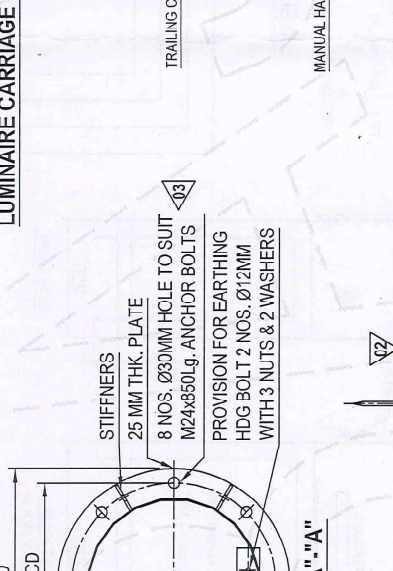 LUMINAIRE CARRIAGE
TRAILING C
MANUAL HA
STIFFNERS
25 MM THK. PLATE
8 NOS. Ø30MM HOLE TO SUIT
M24x850Lg. ANCHOR BOLTS
03
PROVISION FOR EARTHING
HDG BOLT 2 NOS. Ø12MM
WITH 3 NUTS & 2 WASHERS
02
CD
"-"A"